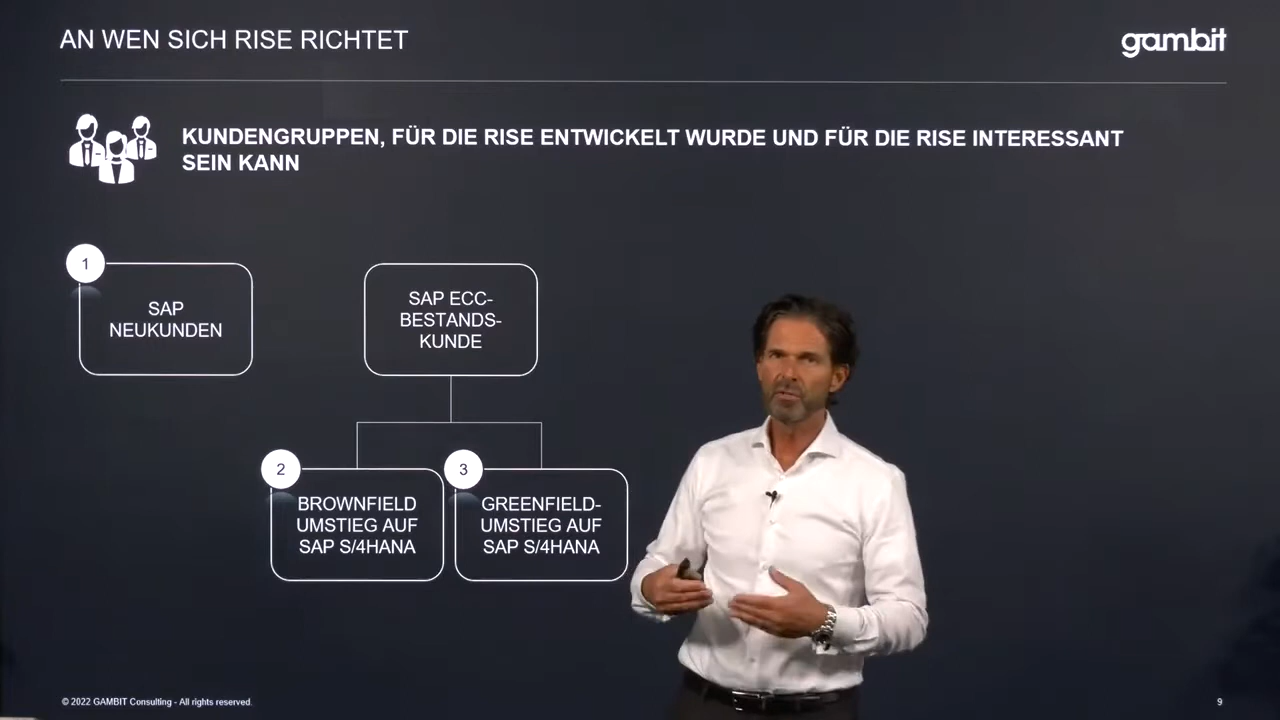 AN WEN SICH RISE RICHTET
gambit
KUNDENGRUPPEN, FÜR DIE RISE ENTWICKELT WURDE UND FÜR DIE RISE INTERESSANT
SEIN KANN
1
SAP
NEUKUNDEN
SAP ECC-
BESTANDS-
KUNDE
2
BROWNFIELD
UMSTIEG AUF
SAP S/4HANA
3
GREENFIELD-
UMSTIEG AUF
SAP S/4HANA
© 2022 GAMBIT Consulting - All rights reserved.
9